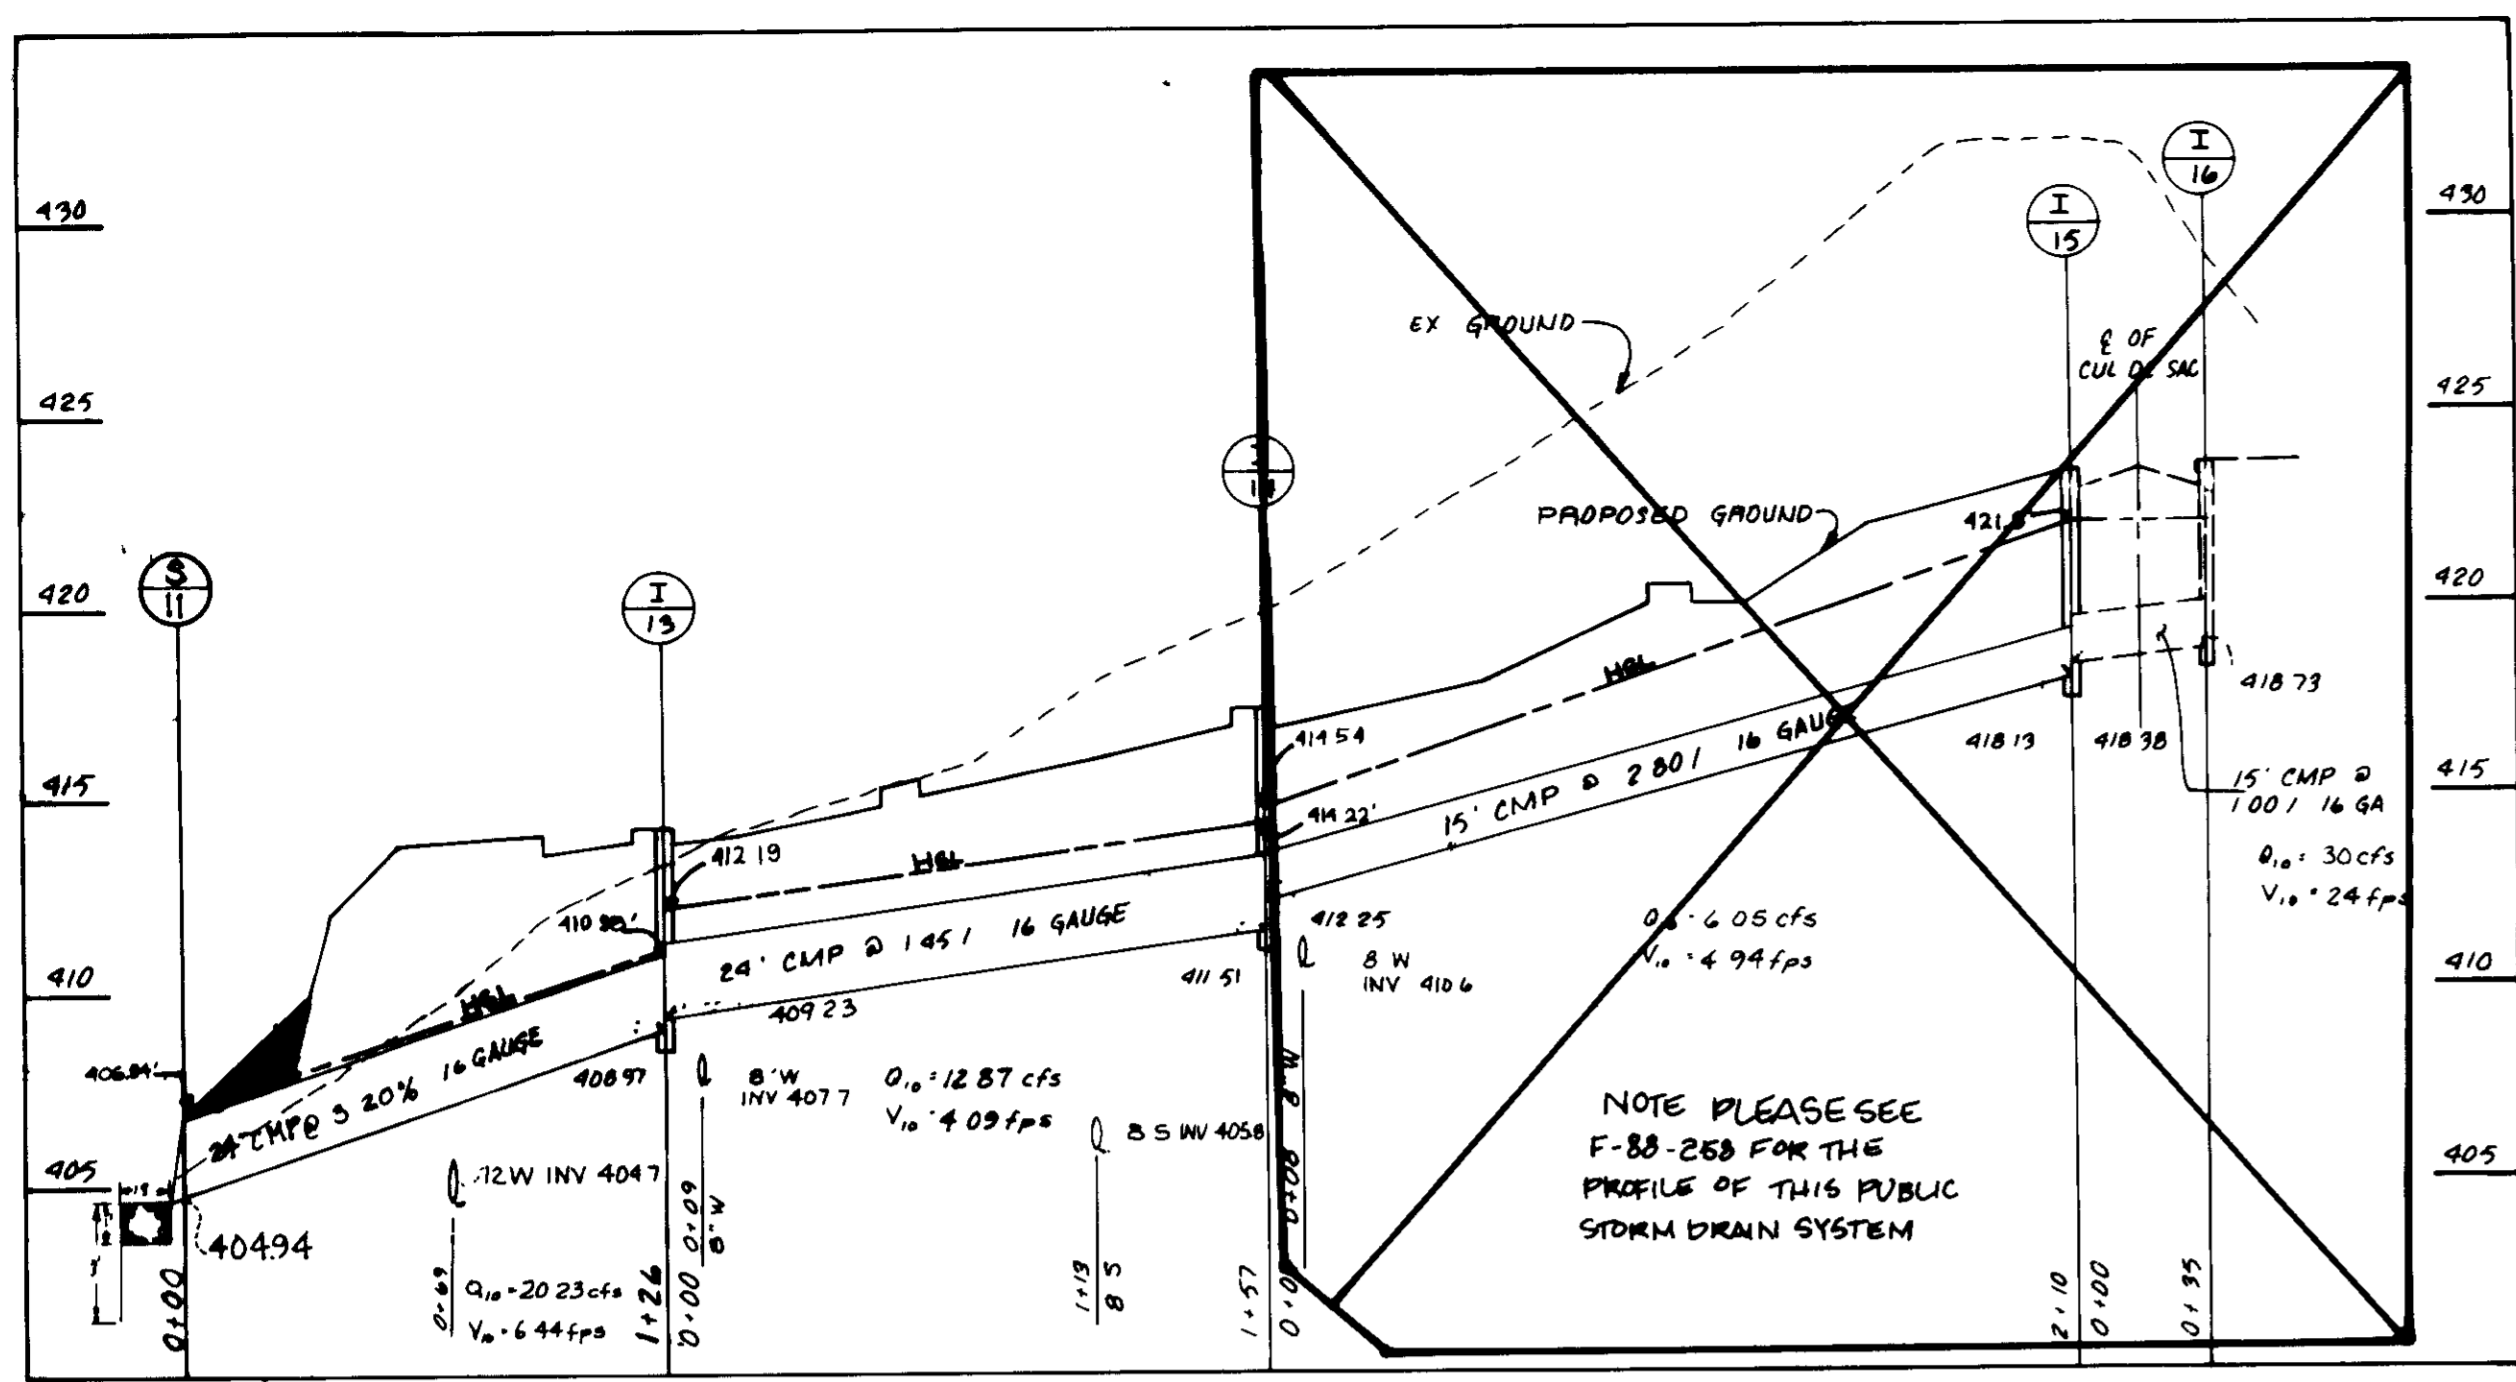 430
425
420
415
410
405
S
11
I
13
14
I
15
I
16
430
425
420
415
410
405
EX GROUND
℄ OF
CUL DE SAC
PROPOSED GROUND
421
HGL
414 54
414 22'
15' CMP @ 2 80 /
16 GAUGE
418 13
418 38
418 73
15' CMP @
1 00 / 16 GA
Q₁₀ = 30 cfs
V₁₀ = 24 fps
HGL
412 19
410
24' CMP @ 1 45 /
16 GAUGE
411 51
412 25
8 W
INV 410 6
6 05 cfs
V₁₀ = 4 94 fps
409 23
HGL
16 GAUGE
24" CMP @ 3 20%
406.84'
408 97
8 'W
INV 407 7
Q₁₀ = 12 87 cfs
V₁₀ = 4 09 fps
8 S INV 405.8
12 W INV 404 7
404.94
Q₁₀ = 20 23 cfs
V₁₀ = 6 44 fps
NOTE PLEASE SEE
F-88-258 FOR THE
PROFILE OF THIS PUBLIC
STORM DRAIN SYSTEM
0+00
0+69
1+26
0+00
0+09
8" W
1+13
8 S
1+57
0+0
0+08
8" W
2+10
0+00
0+35